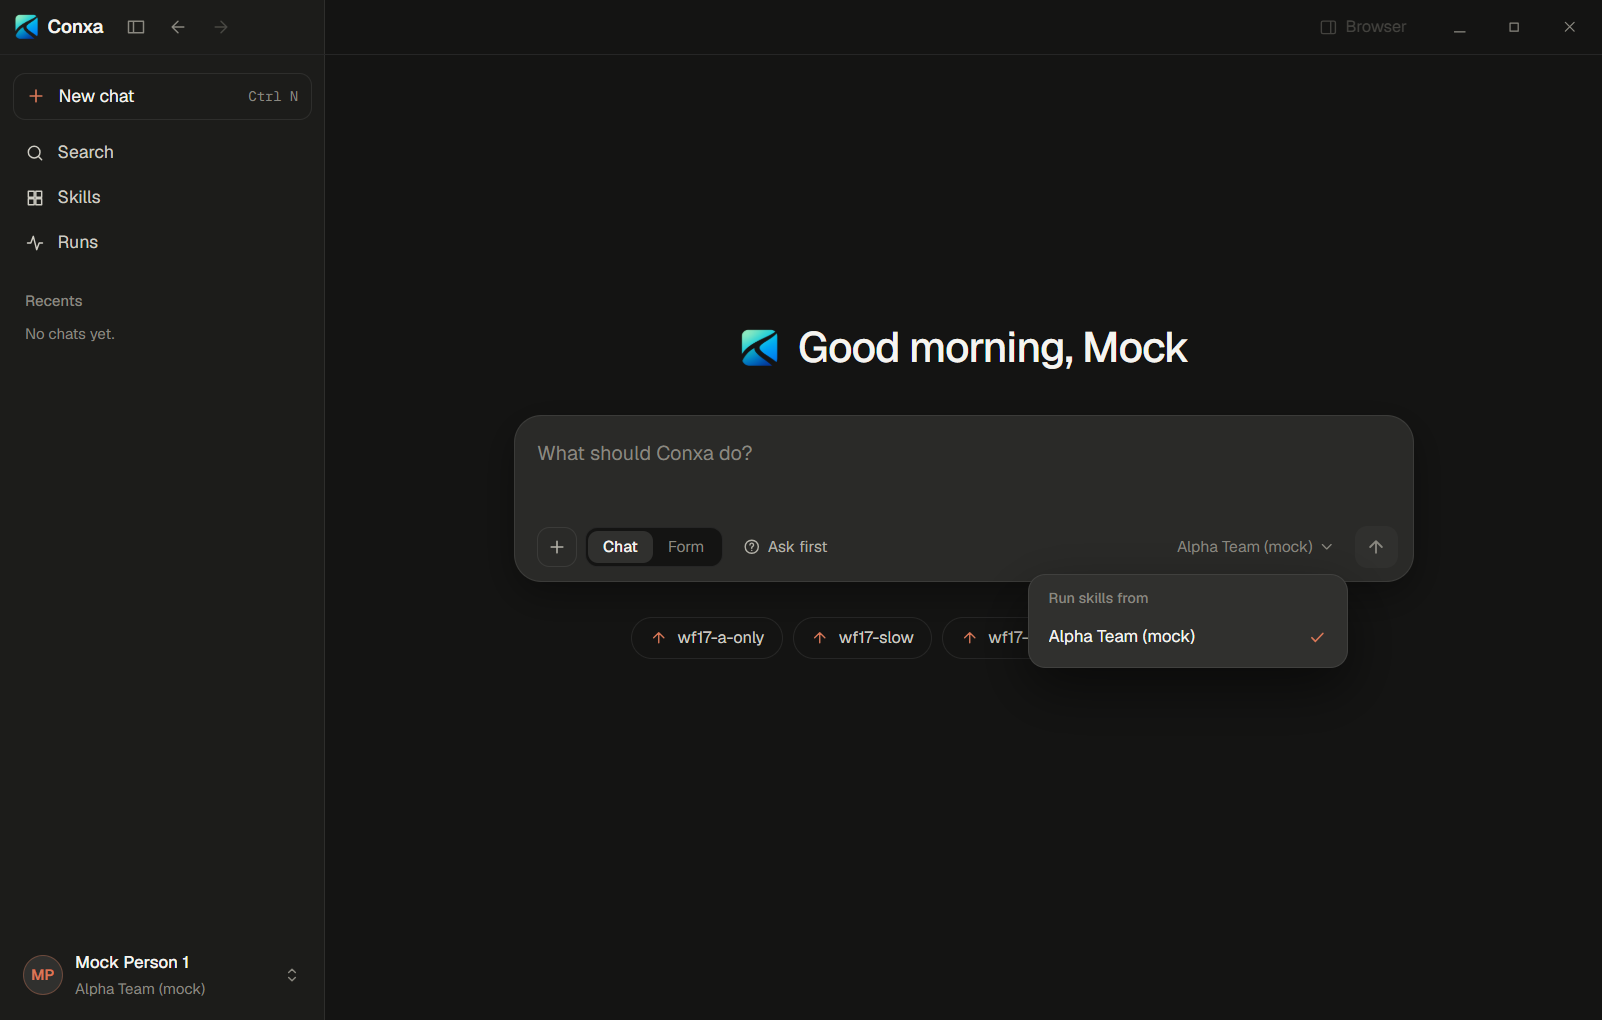 Conxa
Browser
New chat
Ctrl N
Search
Skills
Runs
Recents
No chats yet.
Good morning, Mock
What should Conxa do?
Chat
Form
Ask first
Alpha Team (mock)
wf17-a-only
wf17-slow
wf17-
Run skills from
Alpha Team (mock)
MP
Mock Person 1
Alpha Team (mock)